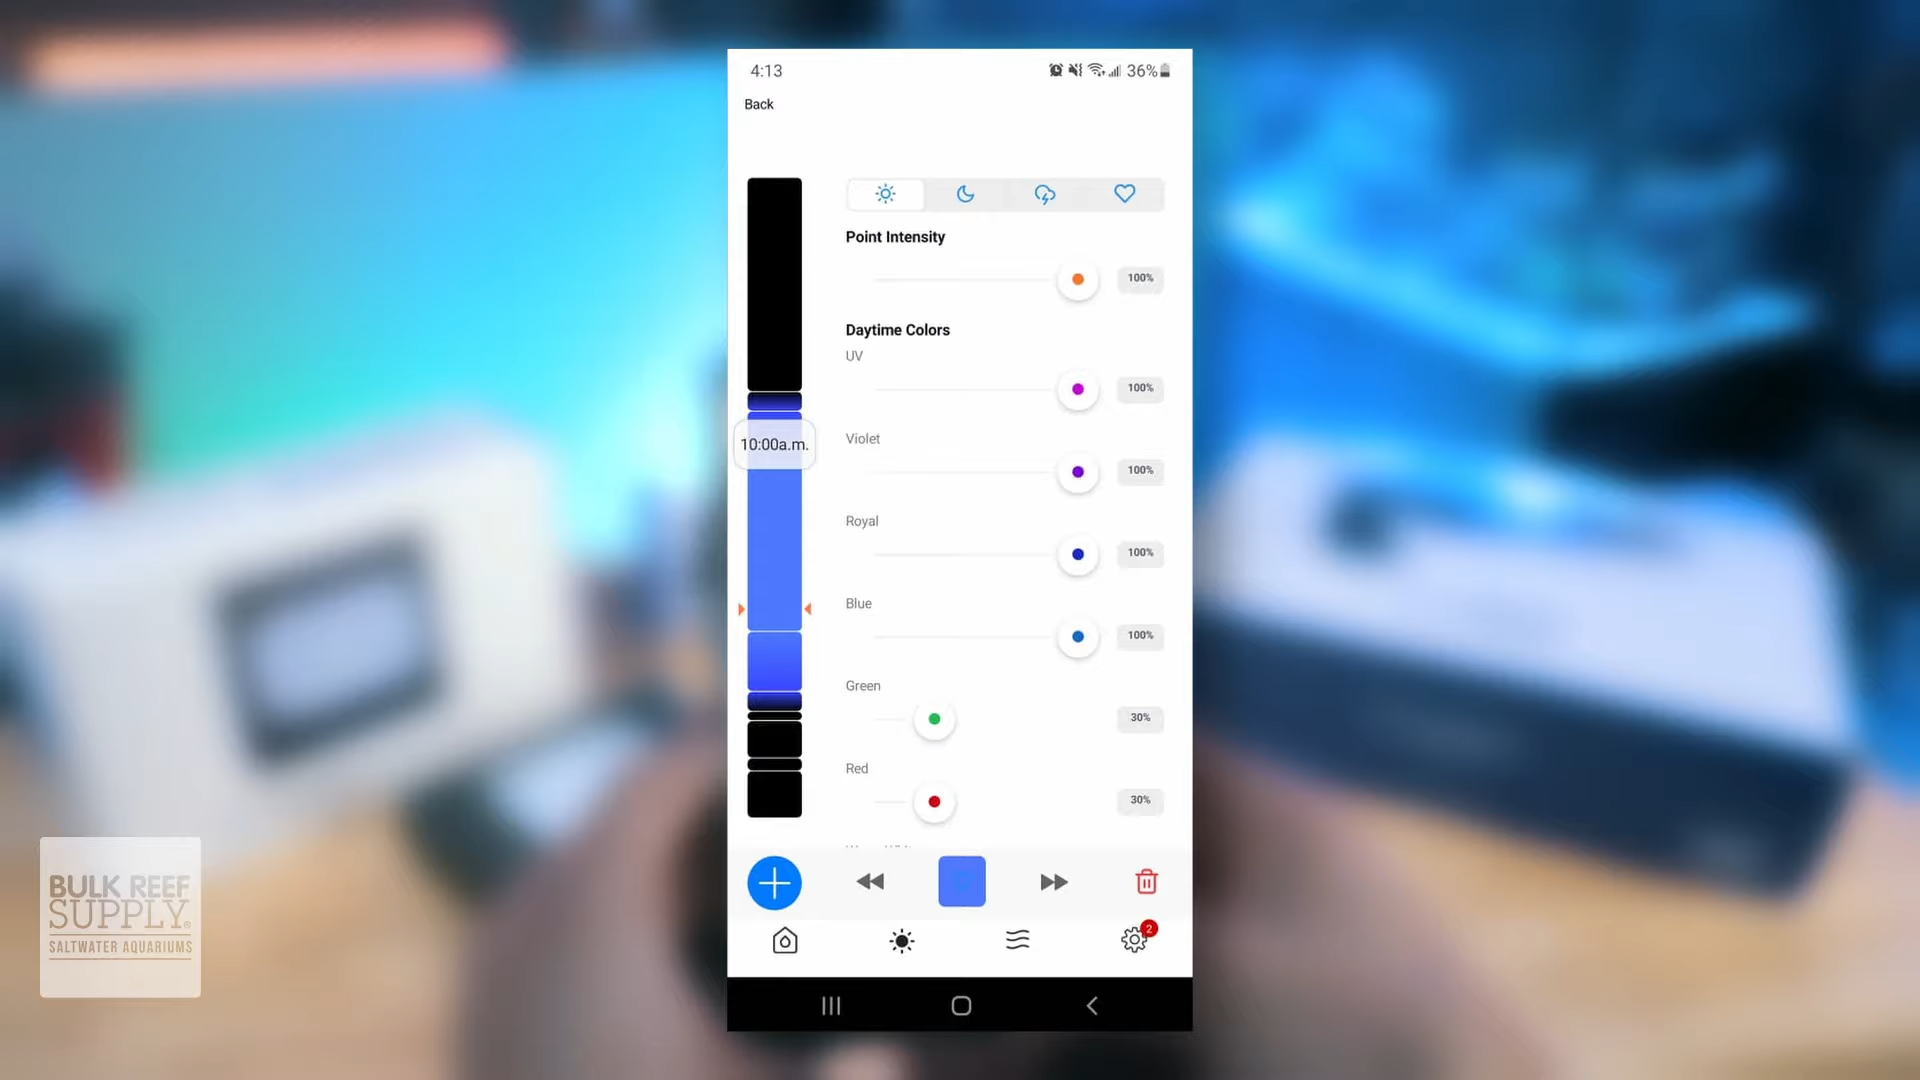 4:13
36%
Back
10:00a.m.
Point Intensity
100%
Daytime Colors
UV
100%
Violet
100%
Royal
100%
Blue
100%
Green
30%
Red
30%
2
BULK REEF
SUPPLY®
SALTWATER AQUARIUMS